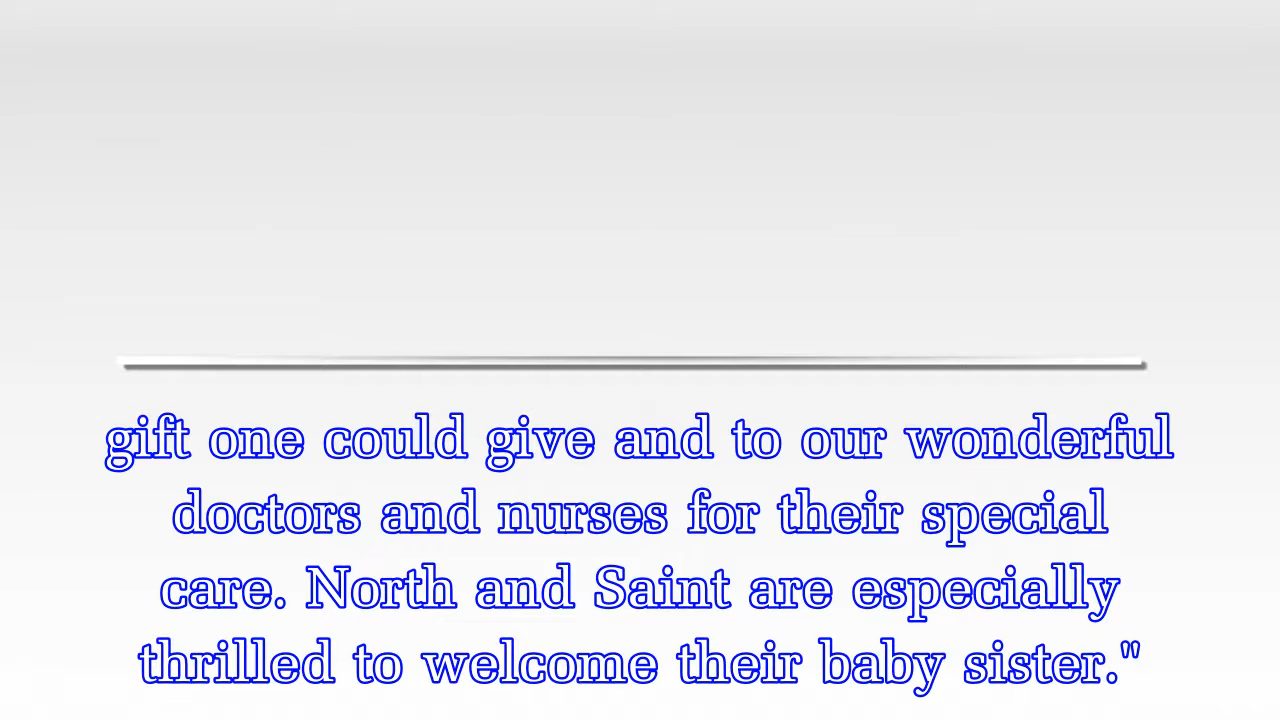 gift one could give and to our wonderful
doctors and nurses for their special
care. North and Saint are especially
thrilled to welcome their baby sister."